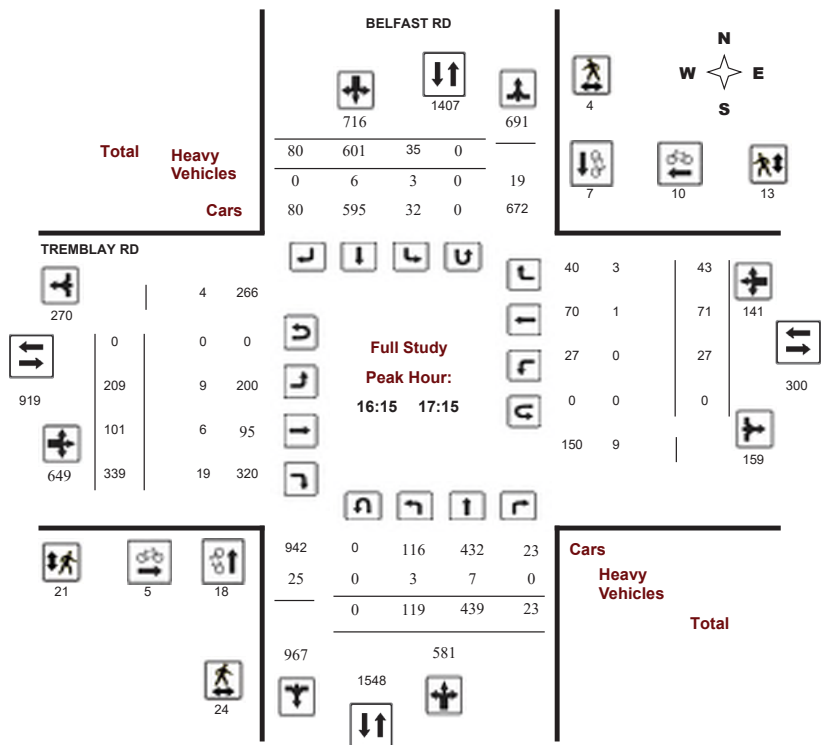 BELFAST RD
N
W E
S
1407
4
716 691
Total Heavy Vehicles
80 601 35 0
0 6 3 0 19
Cars 80 595 32 0 672
7 10 13
TREMBLAY RD
270 4 266
0 0 0
919 209 9 200
101 6 95
649 339 19 320
Full Study
Peak Hour:
16:15 17:15
40 3 43
141
70 1 71
27 0 27
300
0 0 0
150 9
159
21 5 18
24
942 0 116 432 23
25 0 3 7 0
0 119 439 23
967 581
1548
Cars
Heavy
Vehicles
Total